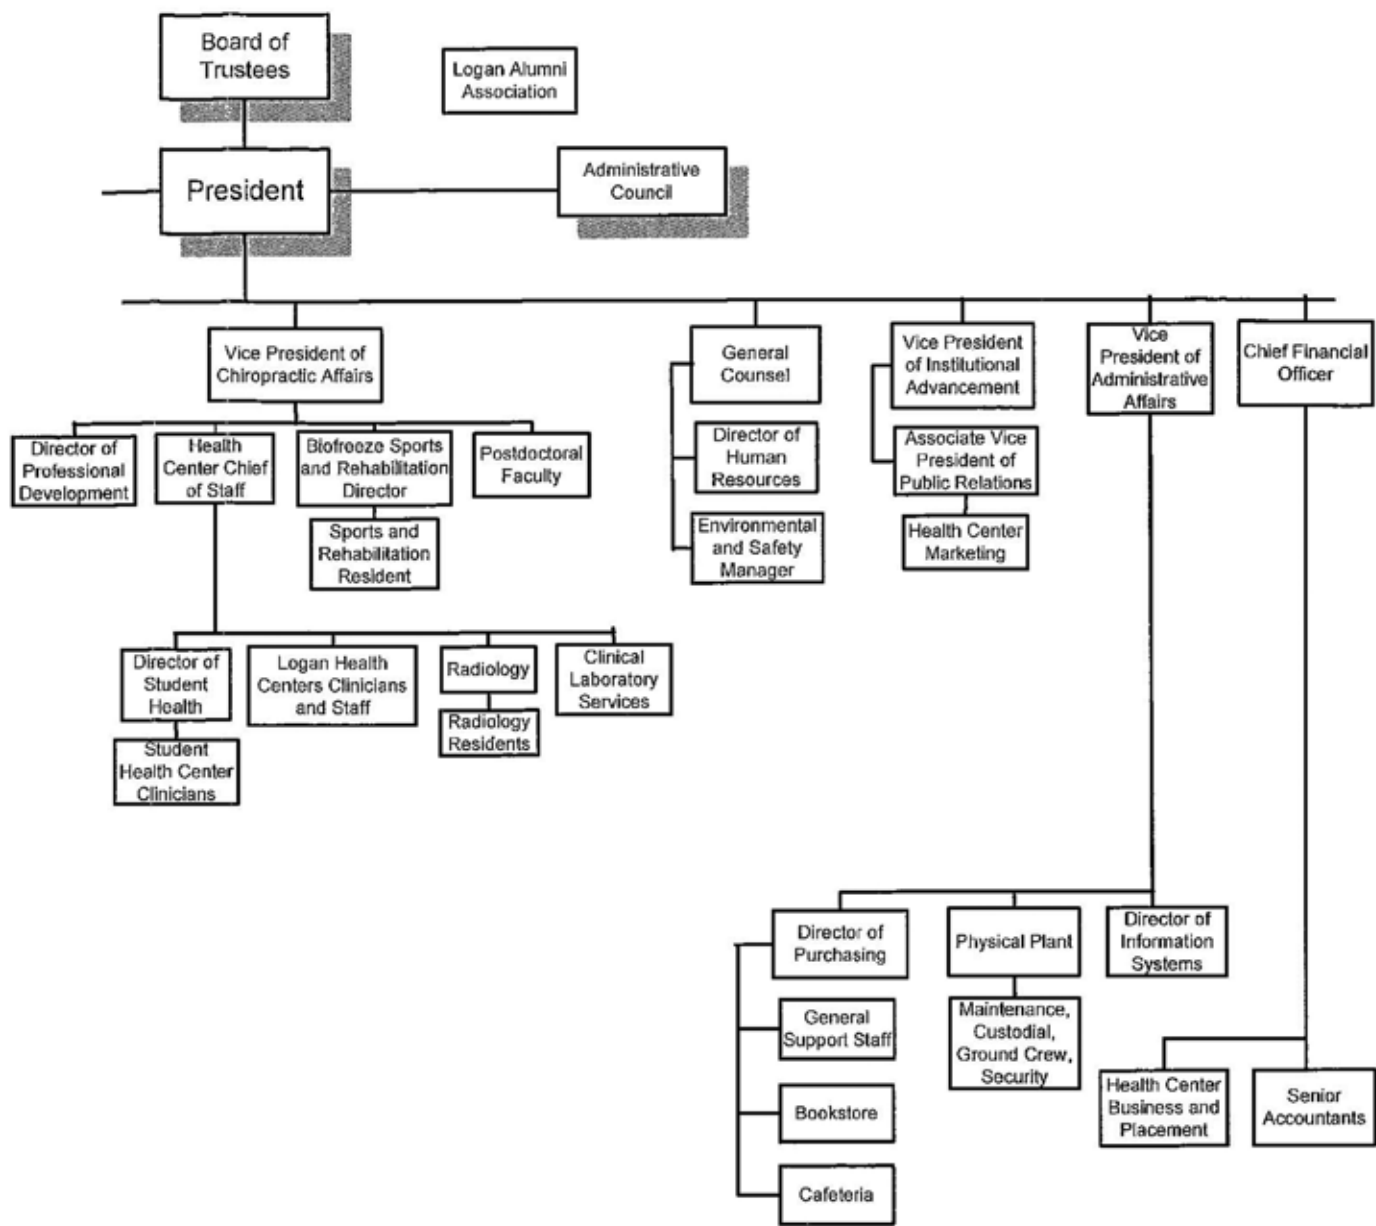 Board of
Trustees
Logan Alumni
Association
President
Administrative
Council
Vice President of
Chiropractic Affairs
General
Counsel
Vice President
of Institutional
Advancement
Vice
President of
Administrative
Affairs
Chief Financial
Officer
Director of
Professional
Development
Health
Center Chief
of Staff
Biofreeze Sports
and Rehabilitation
Director
Postdoctoral
Faculty
Director of
Human
Resources
Associate Vice
President of
Public Relations
Sports and
Rehabilitation
Resident
Environmental
and Safety
Manager
Health Center
Marketing
Director of
Student
Health
Logan Health
Centers Clinicians
and Staff
Radiology
Clinical
Laboratory
Services
Radiology
Residents
Student
Health Center
Clinicians
Director of
Purchasing
Physical Plant
Director of
Information
Systems
General
Support Staff
Maintenance,
Custodial,
Ground Crew,
Security
Health Center
Business and
Placement
Senior
Accountants
Bookstore
Cafeteria